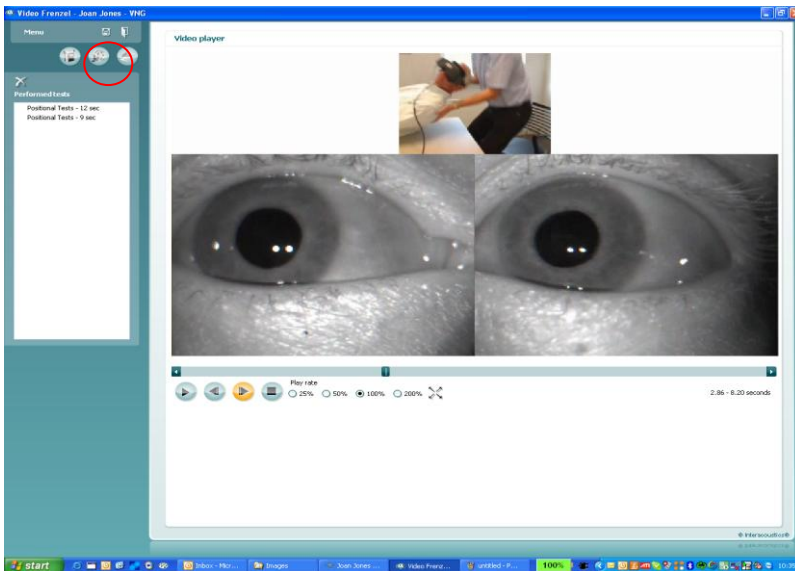 Video Frenzel - Joan Jones - VNG
Menu
Video player
Performed tests
Positional Tests - 12 sec
Positional Tests - 9 sec
Play rate
25% 50% 100% 200%
2.86 - 8.20 seconds
© Interacoustics®
start
Inbox - Micr...
Images
Joan Jones ...
Video Frenz...
untitled - P...
100%